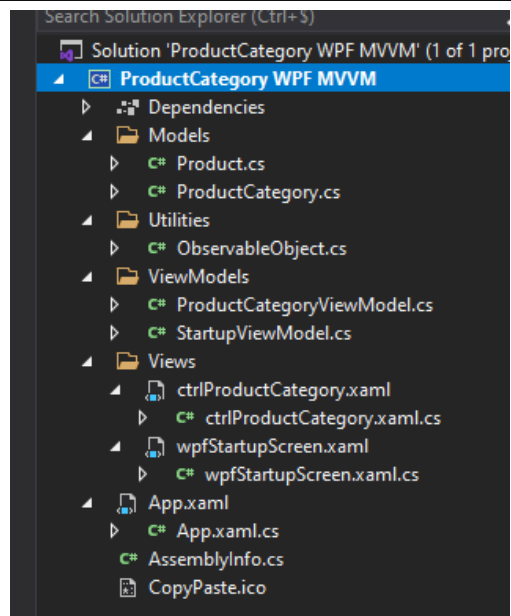 Search Solution Explorer (Ctrl+$)
Solution 'ProductCategory WPF MVVM' (1 of 1 proj
C# ProductCategory WPF MVVM
Dependencies
Models
C# Product.cs
C# ProductCategory.cs
Utilities
C# ObservableObject.cs
ViewModels
C# ProductCategoryViewModel.cs
C# StartupViewModel.cs
Views
ctrlProductCategory.xaml
C# ctrlProductCategory.xaml.cs
wpfStartupScreen.xaml
C# wpfStartupScreen.xaml.cs
App.xaml
C# App.xaml.cs
C# AssemblyInfo.cs
CopyPaste.ico